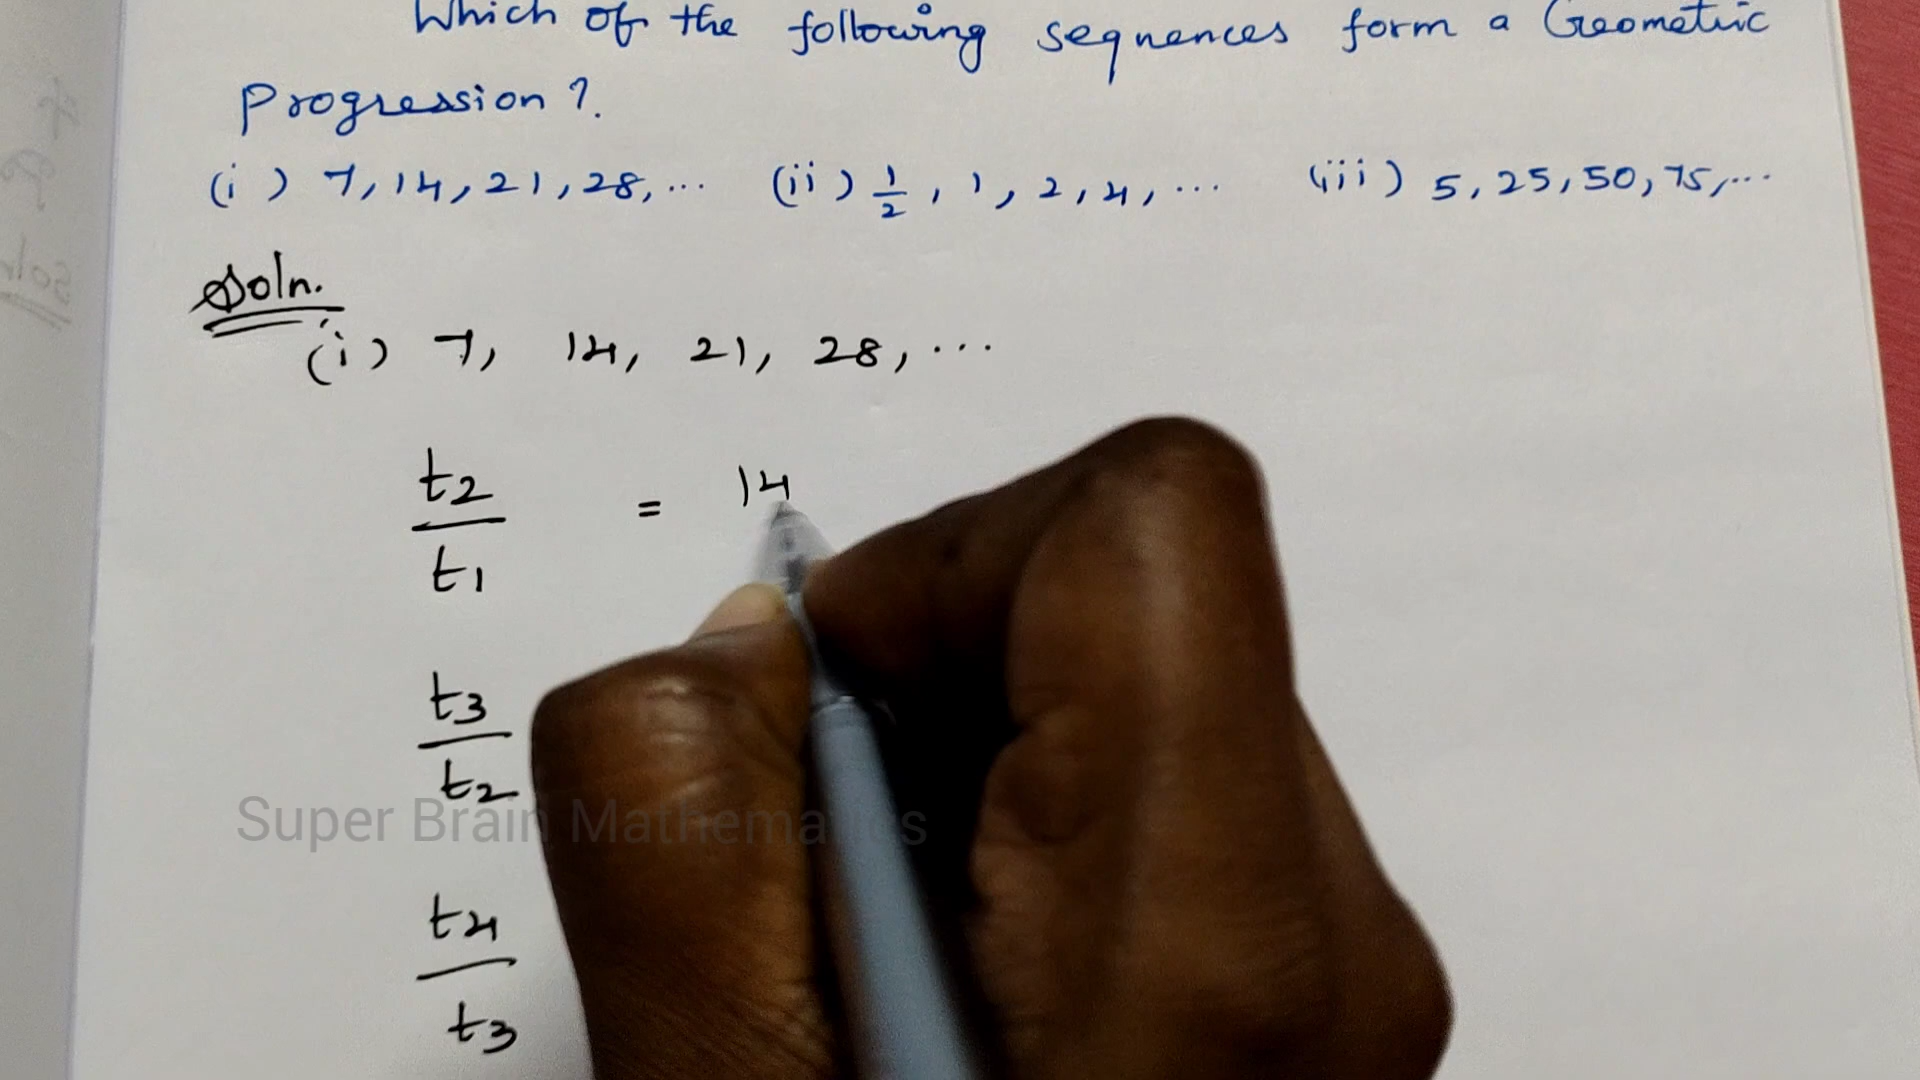 Which of the following sequences form a Geometric
Progression?.
(i) 7, 14, 21, 28, ... (ii) 1/2, 1, 2, 4, ... (iii) 5, 25, 50, 75, ...
Soln.
(i) 7, 14, 21, 28, ...
t2/t1 = 14
t3/t2
Super Brain Mathematics
t4/t3